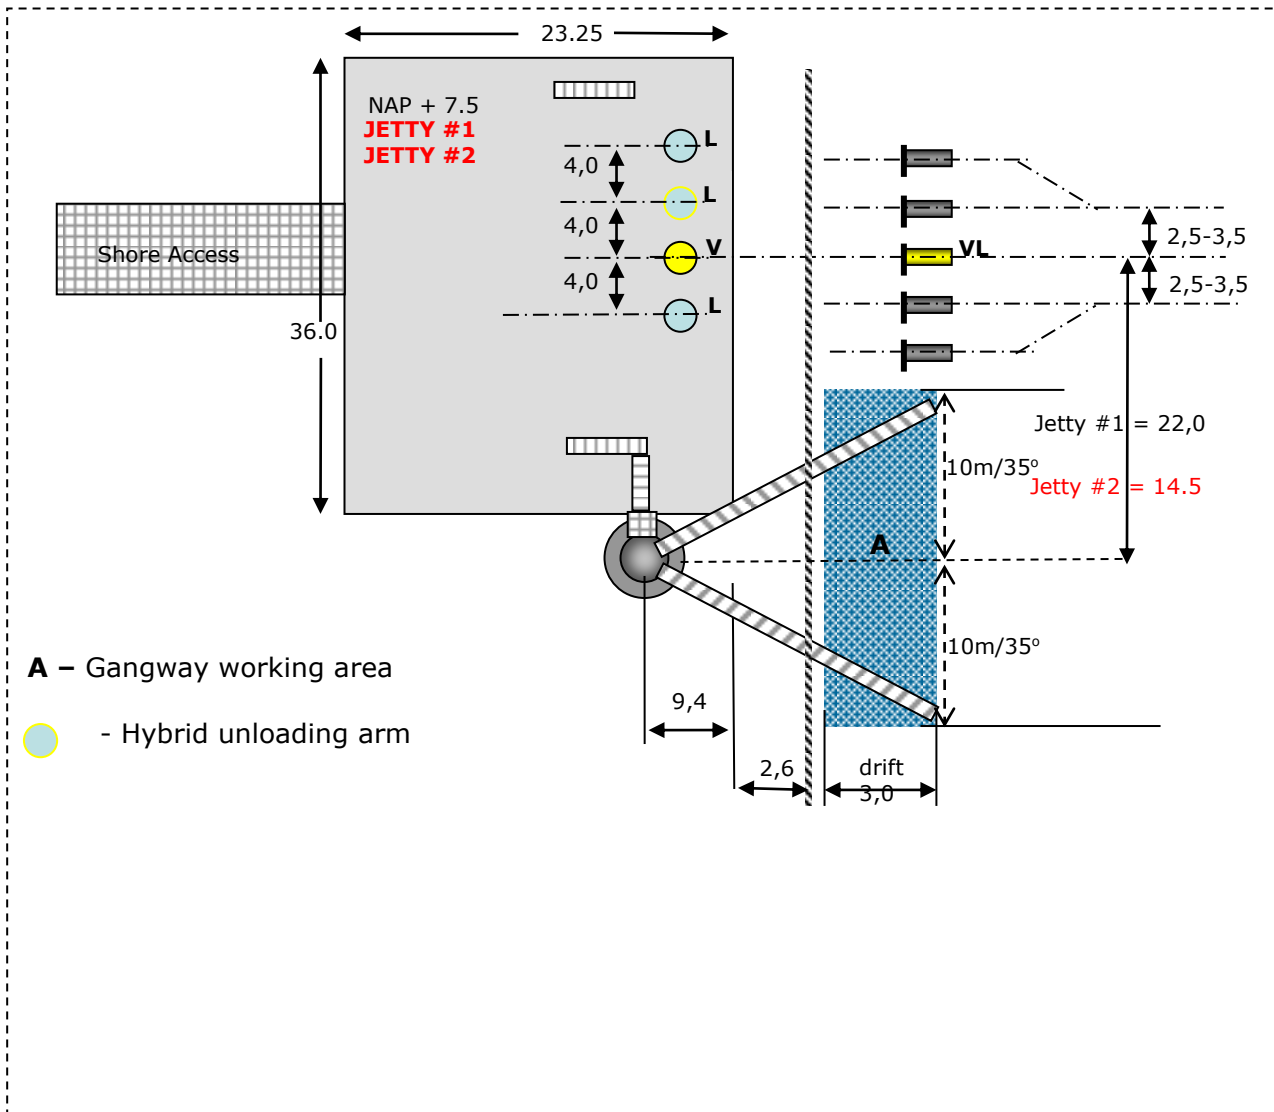 23.25
NAP + 7.5
JETTY #1
JETTY #2
L
4,0
L
4,0
V
4,0
L
VL
2,5-3,5
2,5-3,5
Shore Access
36.0
Jetty #1 = 22,0
10m/35º
Jetty #2 = 14.5
A
10m/35º
A – Gangway working area
9,4
- Hybrid unloading arm
2,6
drift
3,0